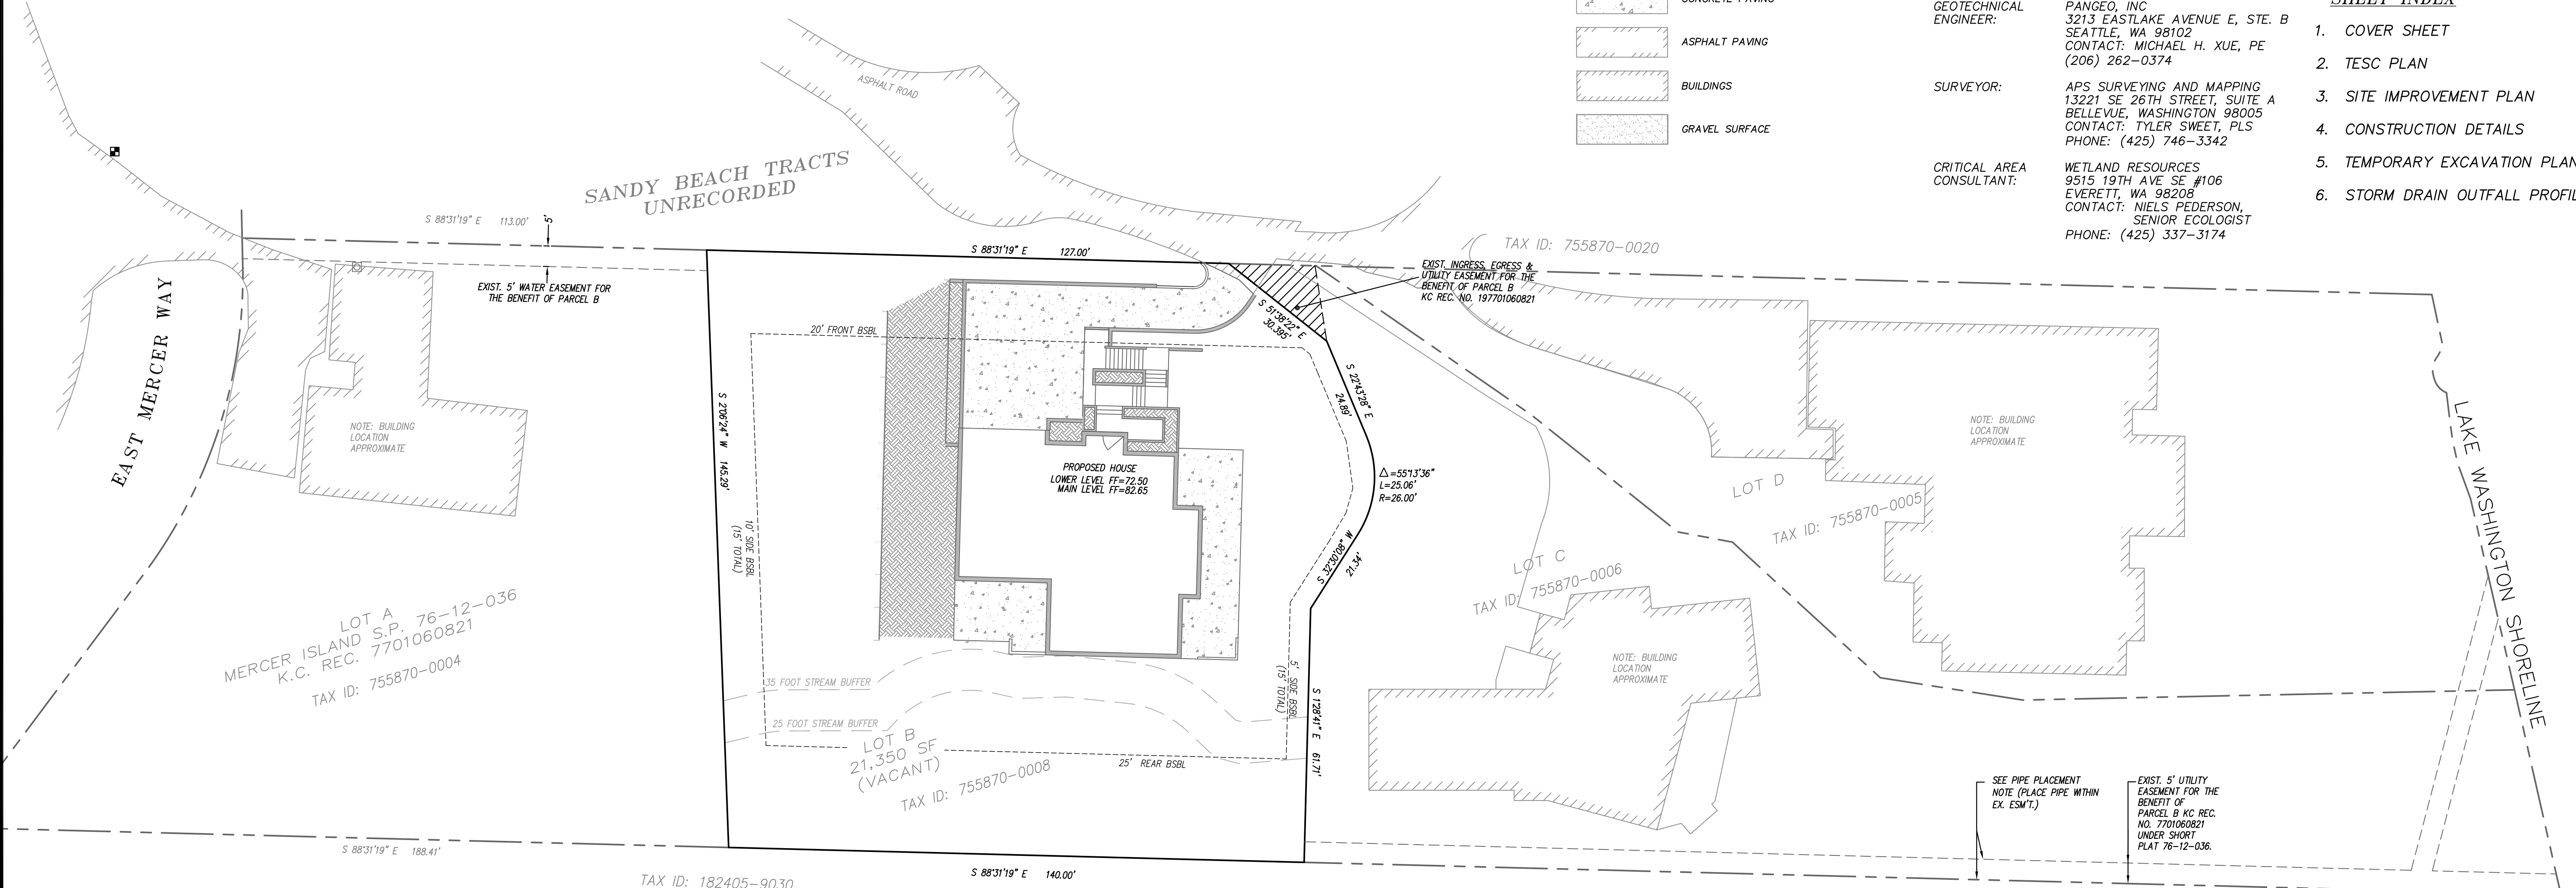 CONCRETE PAVING
ASPHALT PAVING
BUILDINGS
GRAVEL SURFACE
GEOTECHNICAL
ENGINEER:
PANGEO, INC
3213 EASTLAKE AVENUE E, STE. B
SEATTLE, WA 98102
CONTACT: MICHAEL H. XUE, PE
(206) 262-0374
SURVEYOR:
APS SURVEYING AND MAPPING
13221 SE 26TH STREET, SUITE A
BELLEVUE, WASHINGTON 98005
CONTACT: TYLER SWEET, PLS
PHONE: (425) 746-3342
CRITICAL AREA
CONSULTANT:
WETLAND RESOURCES
9515 19TH AVE SE #106
EVERETT, WA 98208
CONTACT: NIELS PEDERSON,
SENIOR ECOLOGIST
PHONE: (425) 337-3174
SHEET INDEX
1. COVER SHEET
2. TESC PLAN
3. SITE IMPROVEMENT PLAN
4. CONSTRUCTION DETAILS
5. TEMPORARY EXCAVATION PLAN
6. STORM DRAIN OUTFALL PROFIL
ASPHALT ROAD
SANDY BEACH TRACTS
UNRECORDED
S 88°31'19" E 113.00'
5'
EXIST. 5' WATER EASEMENT FOR
THE BENEFIT OF PARCEL B
S 88°31'19" E 127.00'
TAX ID: 755870-0020
EXIST. INGRESS, EGRESS &
UTILITY EASEMENT FOR THE
BENEFIT OF PARCEL B
KC REC. NO. 197701060821
S 51°38'22" E
30.395'
EAST MERCER WAY
NOTE: BUILDING
LOCATION
APPROXIMATE
20' FRONT BSBL
S 2°06'24" W 145.29'
10' SIDE BSBL
(15' TOTAL)
PROPOSED HOUSE
LOWER LEVEL FF=72.50
MAIN LEVEL FF=82.65
S 22°43'28" E
24.89'
△=55°13'36"
L=25.06'
R=26.00'
S 32°30'08" W
21.34'
5' SIDE BSBL
(15' TOTAL)
S 1°28'41" E 61.71'
35 FOOT STREAM BUFFER
25 FOOT STREAM BUFFER
LOT B
21,350 SF
(VACANT)
TAX ID: 755870-0008
25' REAR BSBL
LOT A
MERCER ISLAND S.P. 76-12-036
K.C. REC. 7701060821
TAX ID: 755870-0004
LOT C
TAX ID: 755870-0006
NOTE: BUILDING
LOCATION
APPROXIMATE
LOT D
TAX ID: 755870-0005
NOTE: BUILDING
LOCATION
APPROXIMATE
LAKE WASHINGTON SHORELINE
SEE PIPE PLACEMENT
NOTE (PLACE PIPE WITHIN
EX. ESM'T.)
EXIST. 5' UTILITY
EASEMENT FOR THE
BENEFIT OF
PARCEL B KC REC.
NO. 7701060821
UNDER SHORT
PLAT 76-12-036.
S 88°31'19" E 188.41'
S 88°31'19" E 140.00'
TAX ID: 182405-9030